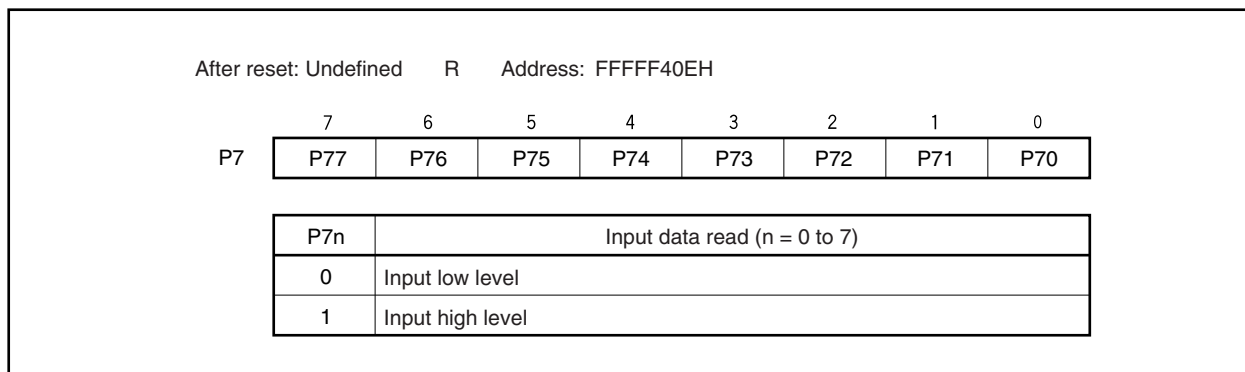 After reset: Undefined R Address: FFFFF40EH
7 6 5 4 3 2 1 0
P7 P77 P76 P75 P74 P73 P72 P71 P70
P7n Input data read (n = 0 to 7)
0 Input low level
1 Input high level